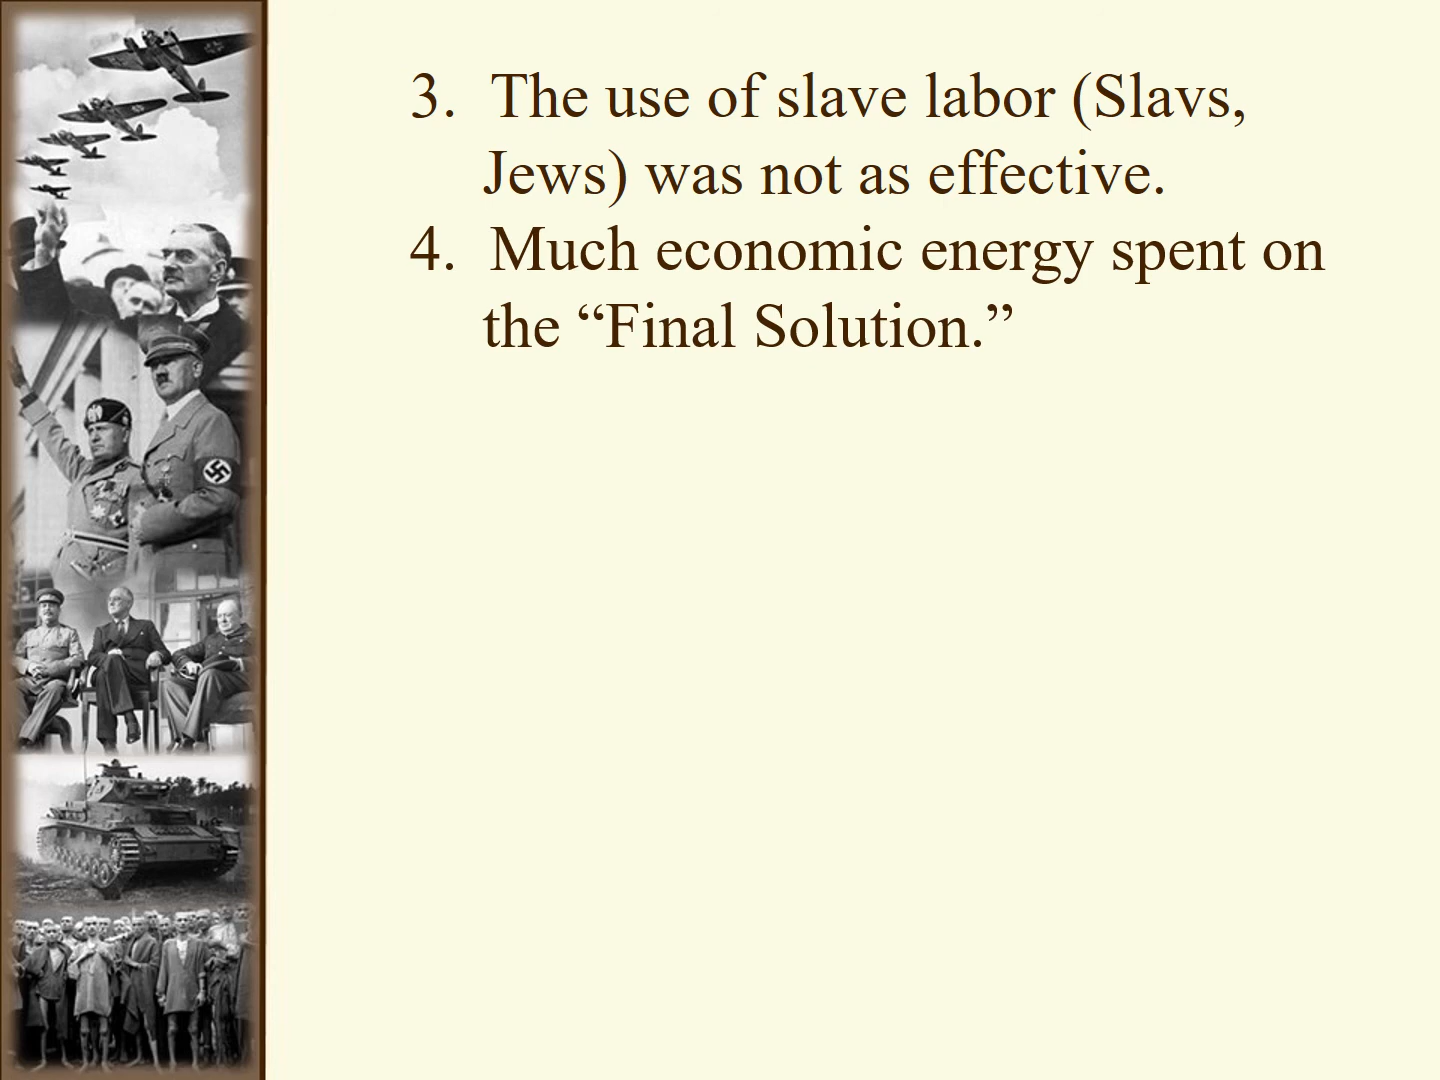 3. The use of slave labor (Slavs,
Jews) was not as effective.
4. Much economic energy spent on
the “Final Solution.”